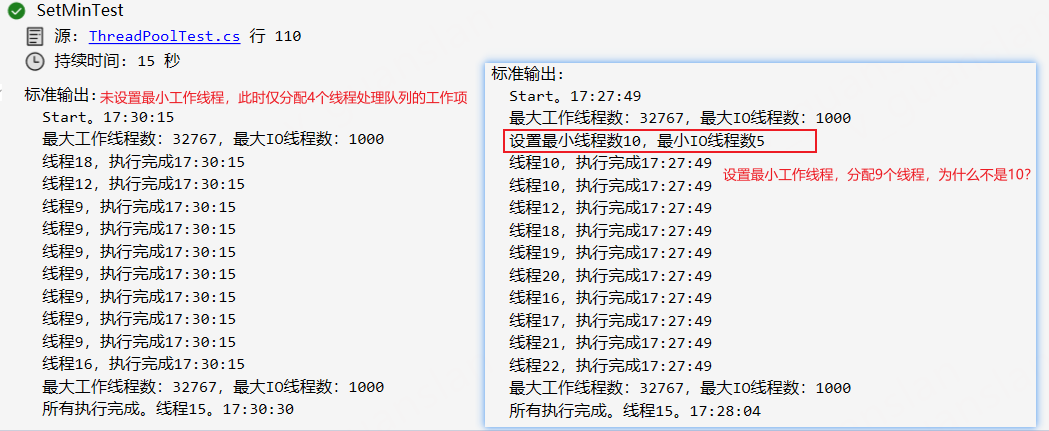 SetMinTest
源: ThreadPoolTest.cs 行 110
持续时间: 15 秒
标准输出: 未设置最小工作线程，此时仅分配4个线程处理队列的工作项
Start。17:30:15
最大工作线程数: 32767, 最大IO线程数: 1000
线程18, 执行完成17:30:15
线程12, 执行完成17:30:15
线程9, 执行完成17:30:15
线程9, 执行完成17:30:15
线程9, 执行完成17:30:15
线程9, 执行完成17:30:15
线程9, 执行完成17:30:15
线程9, 执行完成17:30:15
线程9, 执行完成17:30:15
线程16, 执行完成17:30:15
最大工作线程数: 32767, 最大IO线程数: 1000
所有执行完成。线程15。17:30:30
标准输出:
Start。17:27:49
最大工作线程数: 32767, 最大IO线程数: 1000
设置最小线程数10, 最小IO线程数5
线程10, 执行完成17:27:49
设置最小工作线程，分配9个线程，为什么不是10?
线程10, 执行完成17:27:49
线程12, 执行完成17:27:49
线程18, 执行完成17:27:49
线程19, 执行完成17:27:49
线程20, 执行完成17:27:49
线程16, 执行完成17:27:49
线程17, 执行完成17:27:49
线程21, 执行完成17:27:49
线程22, 执行完成17:27:49
最大工作线程数: 32767, 最大IO线程数: 1000
所有执行完成。线程15。17:28:04